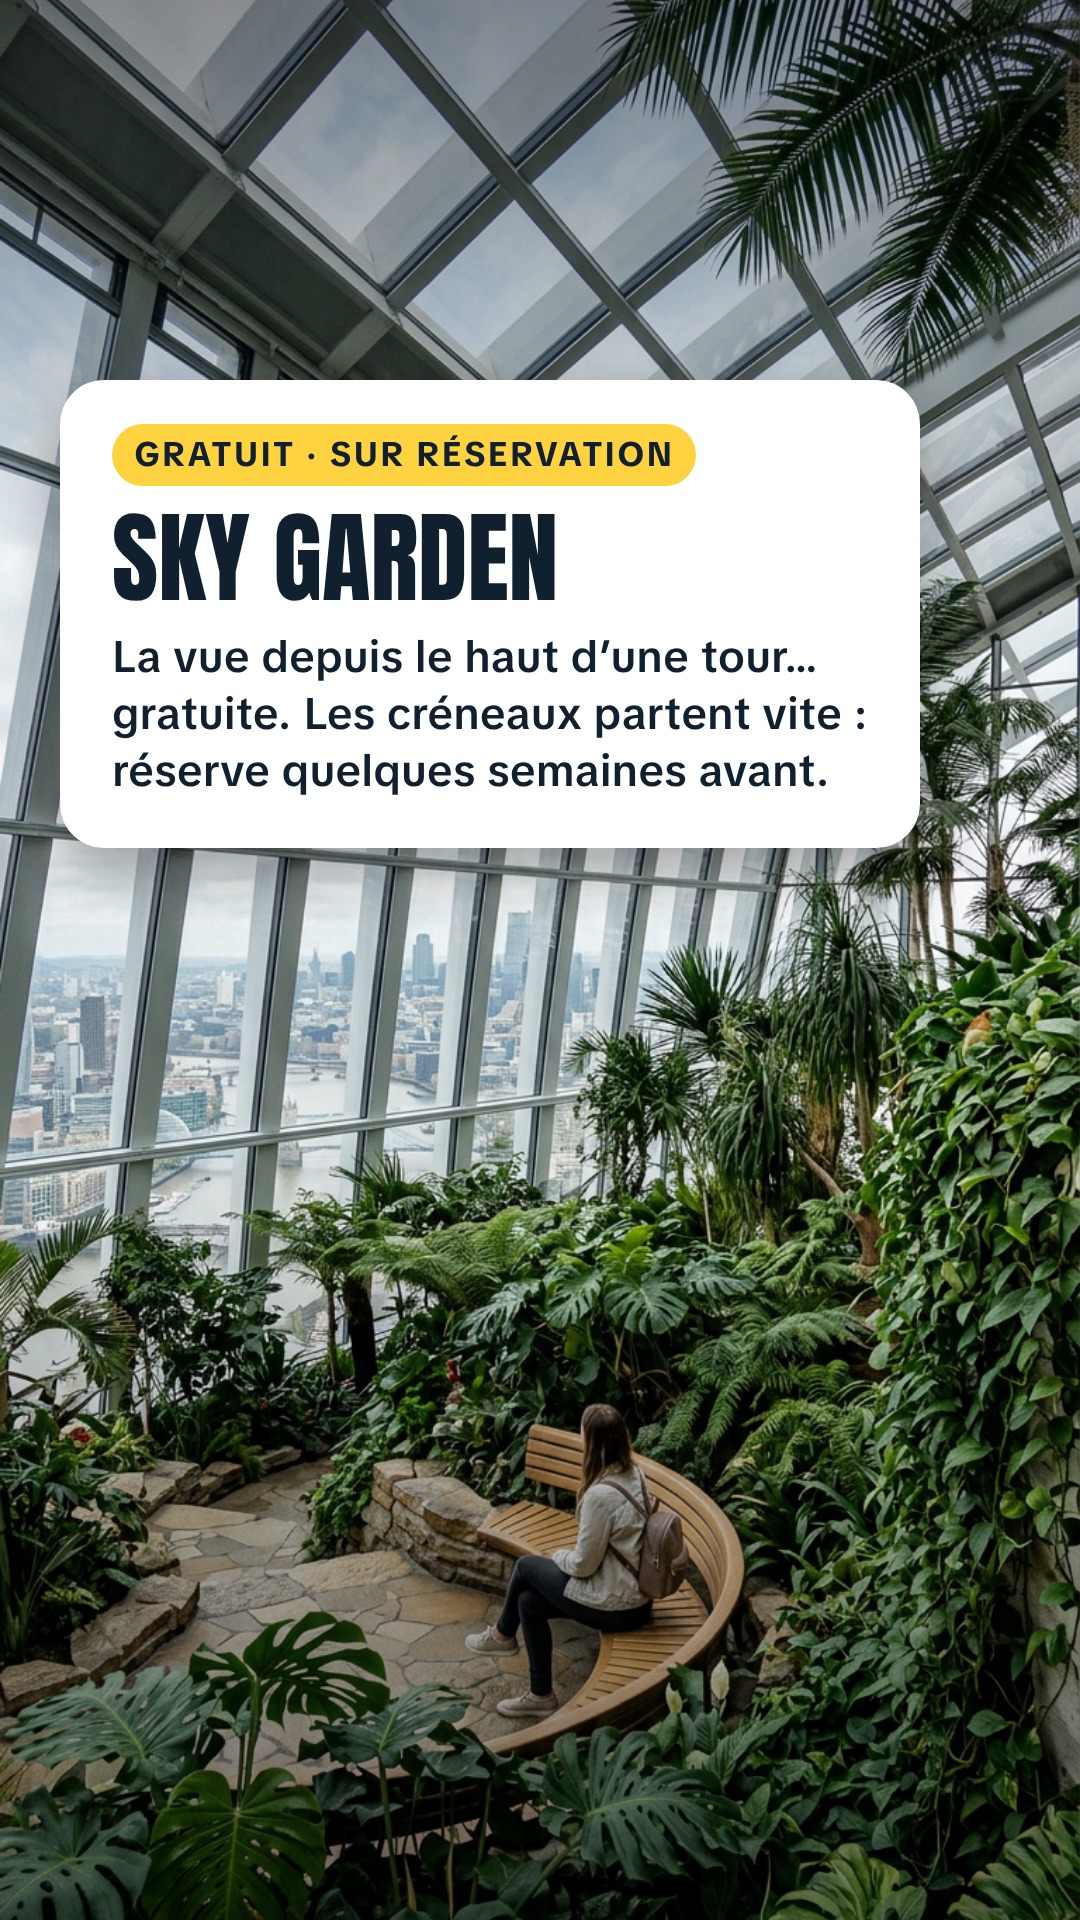 GRATUIT · SUR RÉSERVATION
SKY GARDEN
La vue depuis le haut d’une tour…
gratuite. Les créneaux partent vite :
réserve quelques semaines avant.